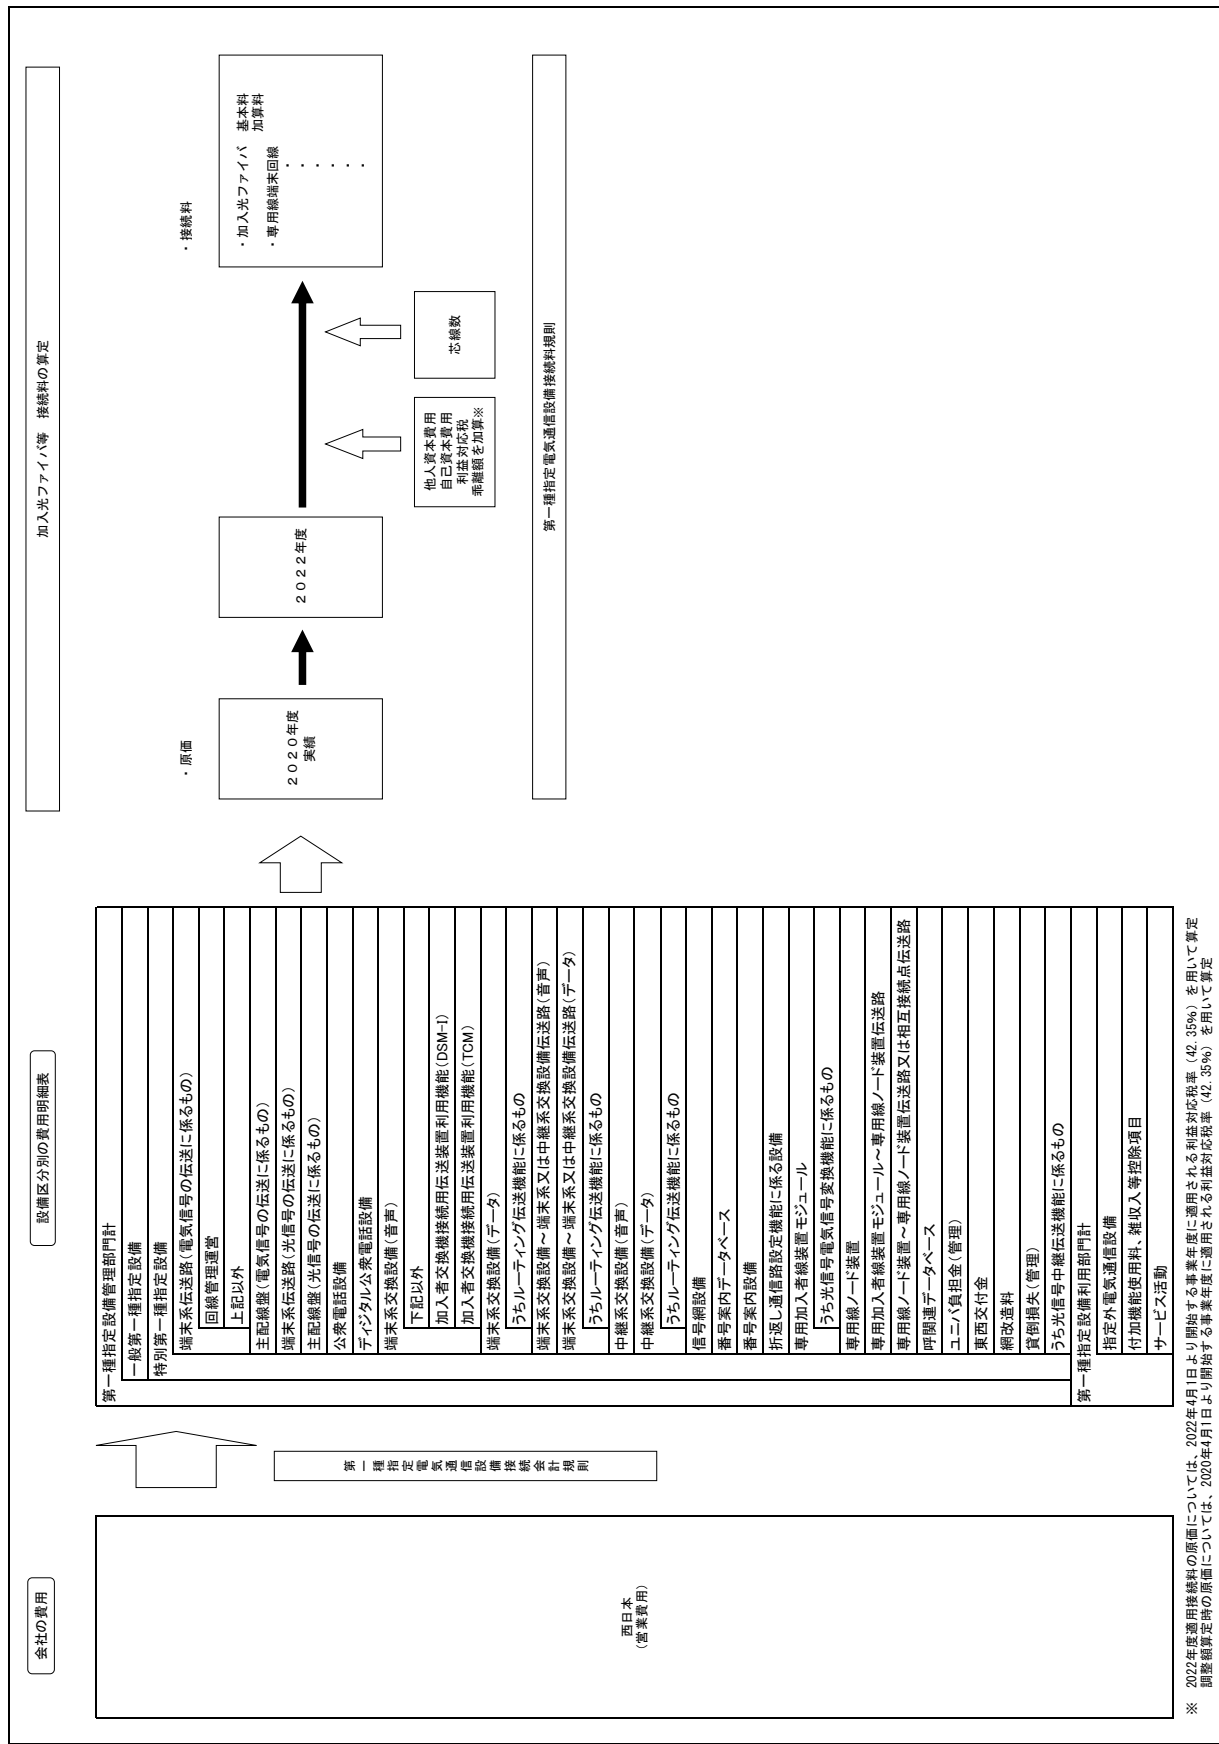 会社の費用
西日本
(営業費用)
第一種指定電気通信設備接続会計規則
設備区分別の費用明細表
第一種指定設備管理部門計
一般第一種指定設備
特別第一種指定設備
端末系伝送路(電気信号の伝送に係るもの)
回線管理運営
上記以外
主配線盤(電気信号の伝送に係るもの)
端末系伝送路(光信号の伝送に係るもの)
主配線盤(光信号の伝送に係るもの)
公衆電話設備
ディジタル公衆電話設備
端末系交換設備(音声)
下記以外
加入者交換機接続用伝送装置利用機能(DSM-I)
加入者交換機接続用伝送装置利用機能(TCM)
端末系交換設備(データ)
うちルーティング伝送機能に係るもの
端末系交換設備~端末系又は中継系交換設備伝送路(音声)
端末系交換設備~端末系又は中継系交換設備伝送路(データ)
うちルーティング伝送機能に係るもの
中継系交換設備(音声)
中継系交換設備(データ)
うちルーティング伝送機能に係るもの
信号網設備
番号案内データベース
番号案内設備
折返し通信路設定機能に係る設備
専用加入者線装置モジュール
うち光信号電気信号変換機能に係るもの
専用線ノード装置
専用加入者線装置モジュール~専用線ノード装置伝送路
専用線ノード装置~専用線ノード装置伝送路又は相互接続点伝送路
呼関連データベース
ユニバ負担金(管理)
東西交付金
網改造料
貸倒損失(管理)
うち光信号中継伝送機能に係るもの
第一種指定設備利用部門計
指定外電気通信設備
付加機能使用料、雑収入等控除項目
サービス活動
加入光ファイバ等 接続料の算定
・原価
2020年度
実績
2022年度
他人資本費用
自己資本費用
利益対応税
乖離額を加算※
芯線数
・接続料
・加入光ファイバ 基本料
加算料
・専用線端末回線
・
・
・
・
・
・
第一種指定電気通信設備接続料規則
※ 2022年度適用接続料の原価については、2022年4月1日より開始する事業年度に適用される利益対応税率(42.35%)を用いて算定
調整額算定時の原価については、2020年4月1日より開始する事業年度に適用される利益対応税率(42.35%)を用いて算定